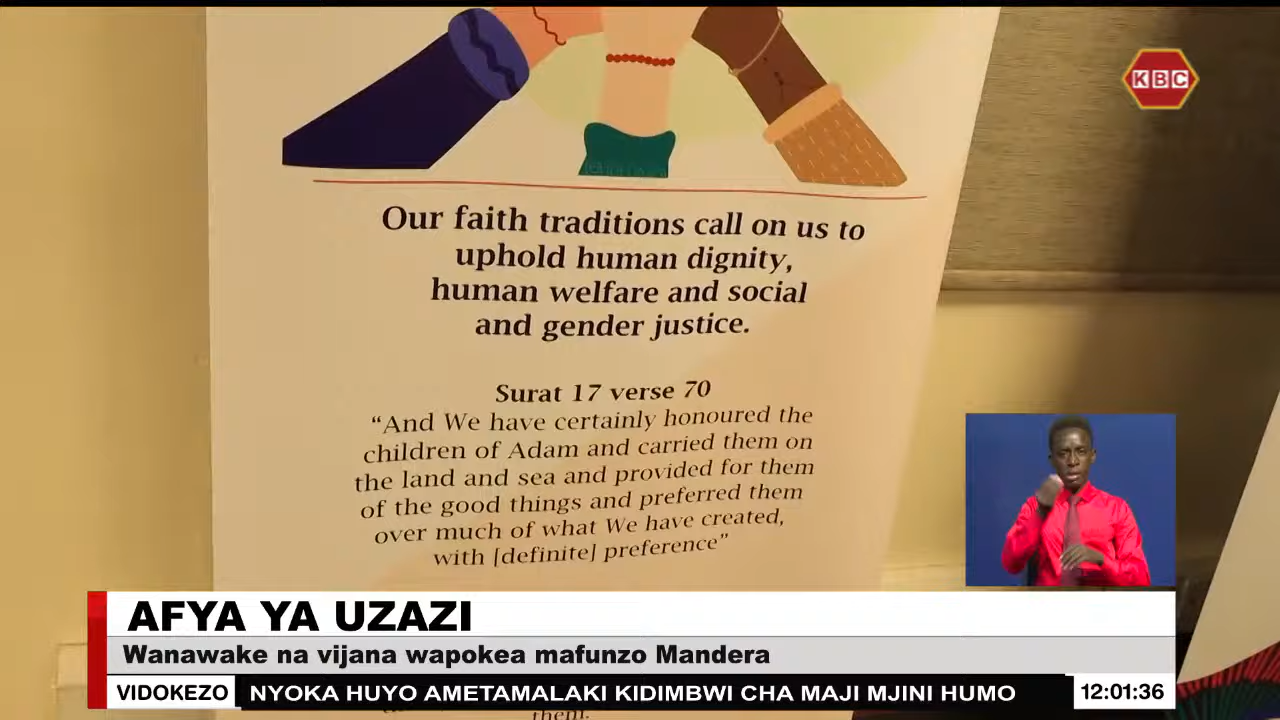 KBC
Our faith traditions call on us to
uphold human dignity,
human welfare and social
and gender justice.
Surat 17 verse 70
“And We have certainly honoured the
children of Adam and carried them on
the land and sea and provided for them
of the good things and preferred them
over much of what We have created,
with [definite] preference”
AFYA YA UZAZI
Wanawake na vijana wapokea mafunzo Mandera
VIDOKEZO NYOKA HUYO AMETAMALAKI KIDIMBWI CHA MAJI MJINI HUMO 12:01:36
them.